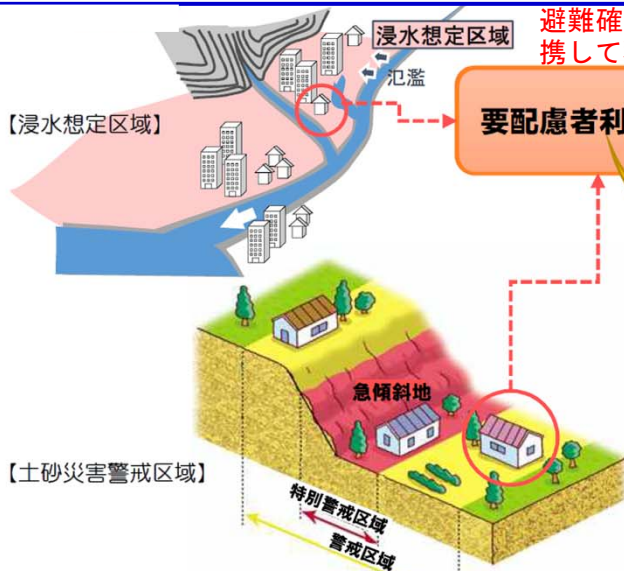 避難確
携して
浸水想定区域
氾濫
【浸水想定区域】
要配慮者利
急傾斜地
【土砂災害警戒区域】
特別警戒区域
警戒区域